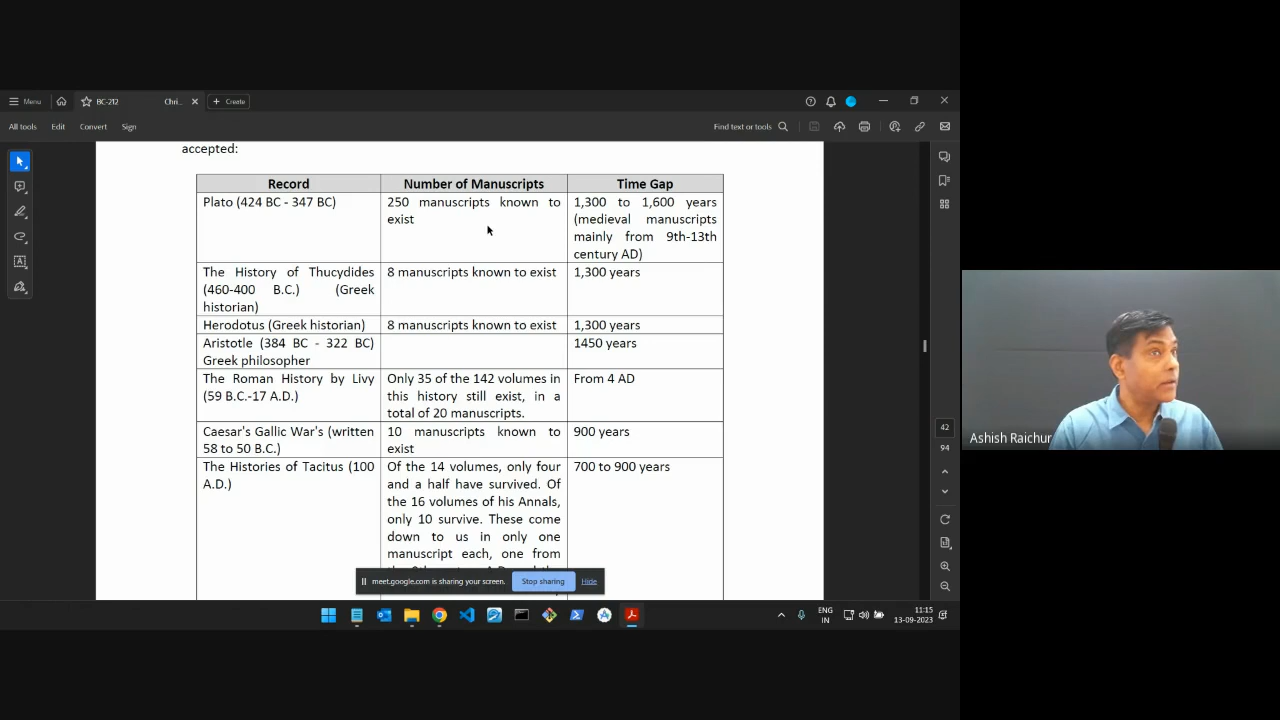 Menu
BC-212
Chri...
Create
All tools
Edit
Convert
Sign
Find text or tools
accepted:
Record
Number of Manuscripts
Time Gap
Plato (424 BC - 347 BC)
250 manuscripts known to
exist
1,300 to 1,600 years
(medieval manuscripts
mainly from 9th-13th
century AD)
The History of Thucydides
(460-400 B.C.) (Greek
historian)
8 manuscripts known to exist
1,300 years
Herodotus (Greek historian)
8 manuscripts known to exist
1,300 years
Aristotle (384 BC - 322 BC)
Greek philosopher
1450 years
The Roman History by Livy
(59 B.C.-17 A.D.)
Only 35 of the 142 volumes in
this history still exist, in a
total of 20 manuscripts.
From 4 AD
Caesar's Gallic War's (written
58 to 50 B.C.)
10 manuscripts known to
exist
900 years
The Histories of Tacitus (100
A.D.)
Of the 14 volumes, only four
and a half have survived. Of
the 16 volumes of his Annals,
only 10 survive. These come
down to us in only one
manuscript each, one from
700 to 900 years
42
94
Ashish Raichur
meet.google.com is sharing your screen.
Stop sharing
Hide
ENG
IN
11:15
13-09-2023